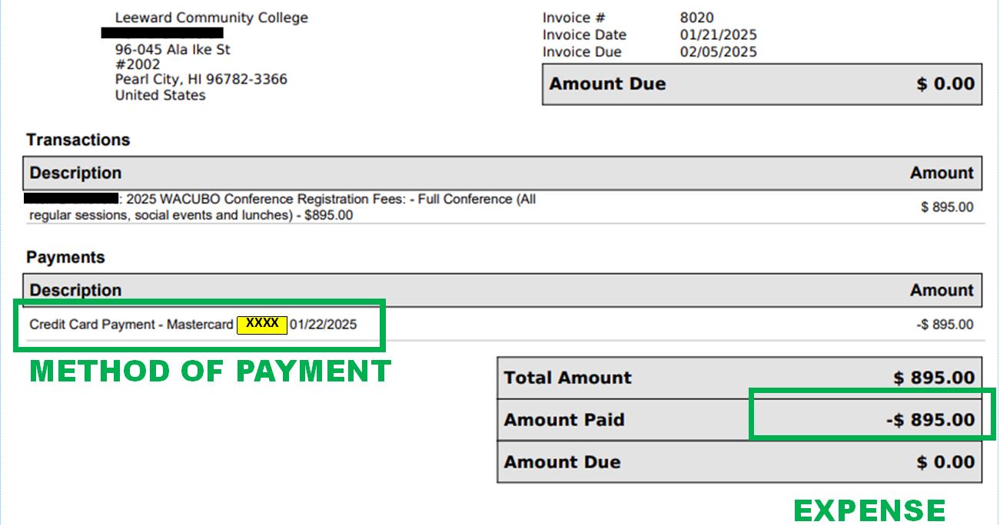 Leeward Community College
96-045 Ala Ike St
#2002
Pearl City, HI 96782-3366
United States
Invoice # 8020
Invoice Date 01/21/2025
Invoice Due 02/05/2025
Amount Due $ 0.00
Transactions
Description Amount
: 2025 WACUBO Conference Registration Fees: - Full Conference (All
regular sessions, social events and lunches) - $895.00 $ 895.00
Payments
Description Amount
Credit Card Payment - Mastercard XXXX 01/22/2025 -$ 895.00
METHOD OF PAYMENT
Total Amount $ 895.00
Amount Paid -$ 895.00
Amount Due $ 0.00
EXPENSE